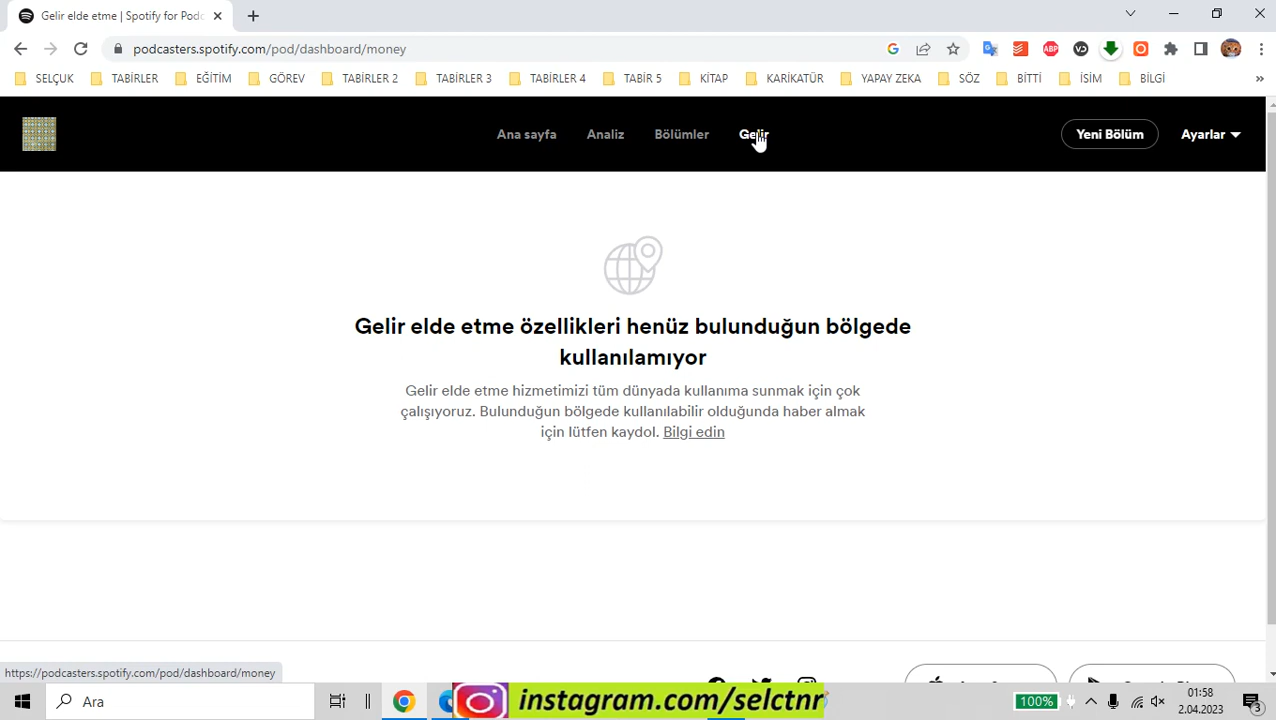 Gelir elde etme | Spotify for Podc
podcasters.spotify.com/pod/dashboard/money
SELÇUK TABİRLER EĞİTİM GÖREV TABİRLER 2 TABİRLER 3 TABİRLER 4 TABİR 5 KİTAP KARİKATÜR YAPAY ZEKA SÖZ BİTTİ İSİM BİLGİ »
Ana sayfa Analiz Bölümler Gelir Yeni Bölüm Ayarlar
Gelir elde etme özellikleri henüz bulunduğun bölgede
kullanılamıyor
Gelir elde etme hizmetimizi tüm dünyada kullanıma sunmak için çok
çalışıyoruz. Bulunduğun bölgede kullanılabilir olduğunda haber almak
için lütfen kaydol. Bilgi edin
https://podcasters.spotify.com/pod/dashboard/money
Ara
instagram.com/selctnr
100%
01:58
2.04.2023